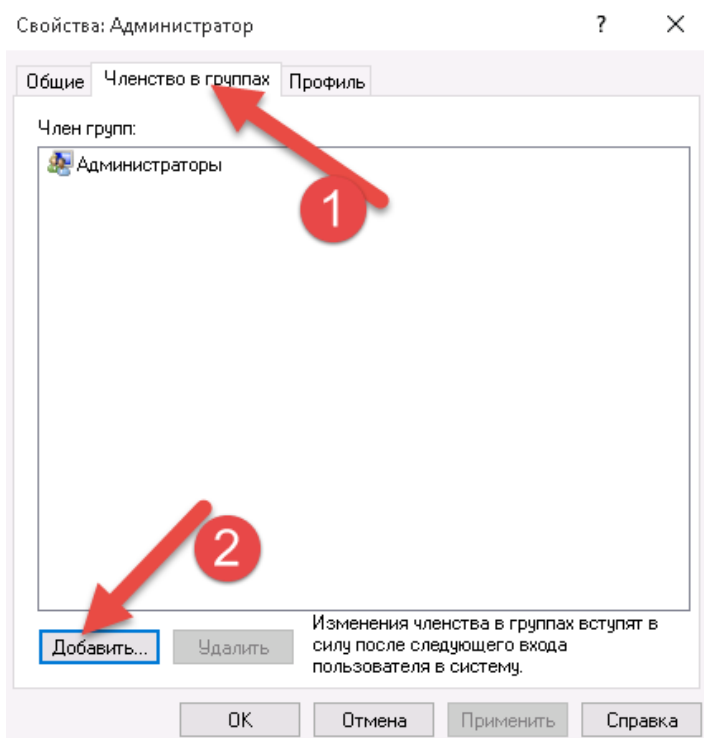 Свойства: Администратор ? ×
Общие Членство в группах Профиль
Член групп:
Администраторы
1
2
Добавить... Удалить
Изменения членства в группах вступят в
силу после следующего входа
пользователя в систему.
OK Отмена Применить Справка